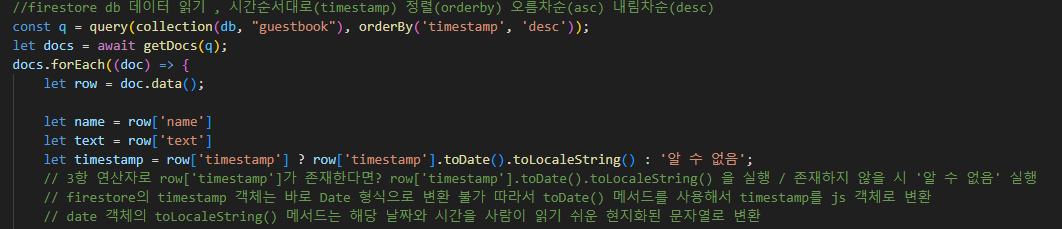 //firestore db 데이터 읽기 , 시간순서대로(timestamp) 정렬(orderby) 오름차순(asc) 내림차순(desc)
const q = query(collection(db, "guestbook"), orderBy('timestamp', 'desc'));
let docs = await getDocs(q);
docs.forEach((doc) => {
    let row = doc.data();

    let name = row['name']
    let text = row['text']
    let timestamp = row['timestamp'] ? row['timestamp'].toDate().toLocaleString() : '알 수 없음';
    // 3항 연산자로 row['timestamp']가 존재한다면? row['timestamp'].toDate().toLocaleString() 을 실행 / 존재하지 않을 시 '알 수 없음' 실행
    // firestore의 timestamp 객체는 바로 Date 형식으로 변환 불가 따라서 toDate() 메서드를 사용해서 timestamp를 js 객체로 변환
    // date 객체의 toLocaleString() 메서드는 해당 날짜와 시간을 사람이 읽기 쉬운 현지화된 문자열로 변환